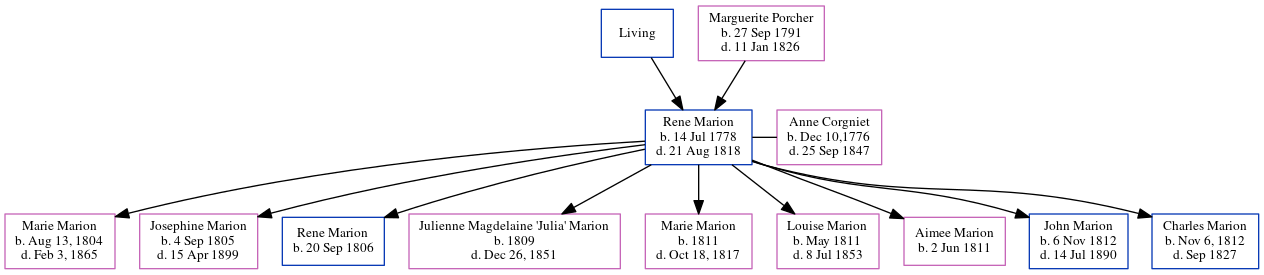 Living
Marguerite Porcher
b. 27 Sep 1791
d. 11 Jan 1826
Rene Marion
b. 14 Jul 1778
d. 21 Aug 1818
Anne Corgniet
b. Dec 10,1776
d. 25 Sep 1847
Marie Marion
b. Aug 13, 1804
d. Feb 3, 1865
Josephine Marion
b. 4 Sep 1805
d. 15 Apr 1899
Rene Marion
b. 20 Sep 1806
Julienne Magdelaine 'Julia' Marion
b. 1809
d. Dec 26, 1851
Marie Marion
b. 1811
d. Oct 18, 1817
Louise Marion
b. May 1811
d. 8 Jul 1853
Aimee Marion
b. 2 Jun 1811
John Marion
b. 6 Nov 1812
d. 14 Jul 1890
Charles Marion
b. Nov 6, 1812
d. Sep 1827